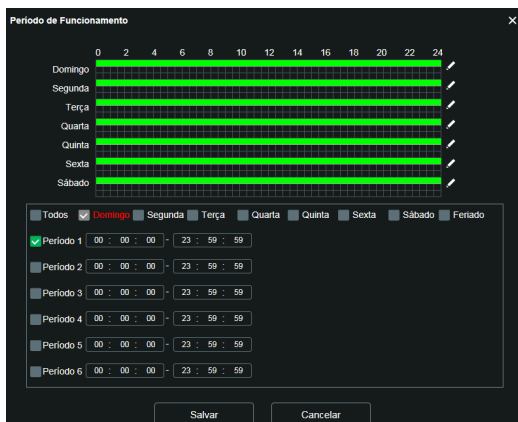 Período de Funcionamento
0 2 4 6 8 10 12 14 16 18 20 22 24
Domingo
Segunda
Terça
Quarta
Quinta
Sexta
Sábado
Todos Domingo Segunda Terça Quarta Quinta Sexta Sábado Feriado
Período 1 00 : 00 : 00 - 23 : 59 : 59
Período 2 00 : 00 : 00 - 23 : 59 : 59
Período 3 00 : 00 : 00 - 23 : 59 : 59
Período 4 00 : 00 : 00 - 23 : 59 : 59
Período 5 00 : 00 : 00 - 23 : 59 : 59
Período 6 00 : 00 : 00 - 23 : 59 : 59
Salvar Cancelar